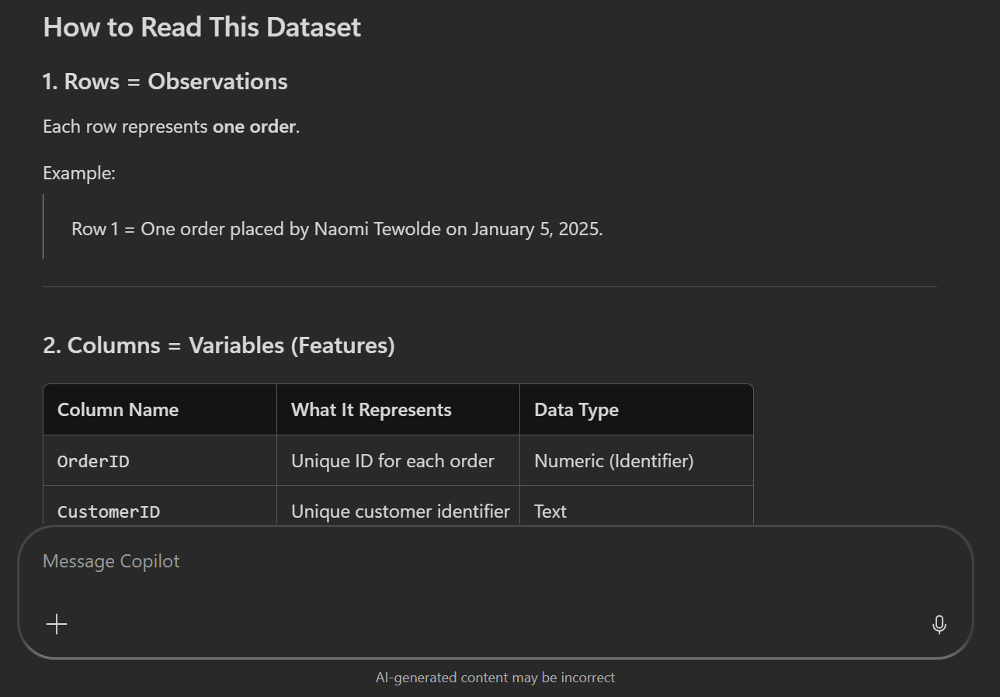 How to Read This Dataset
1. Rows = Observations
Each row represents one order.
Example:
Row 1 = One order placed by Naomi Tewolde on January 5, 2025.
2. Columns = Variables (Features)
Column Name What It Represents Data Type
OrderID Unique ID for each order Numeric (Identifier)
CustomerID Unique customer identifier Text
Message Copilot
AI-generated content may be incorrect